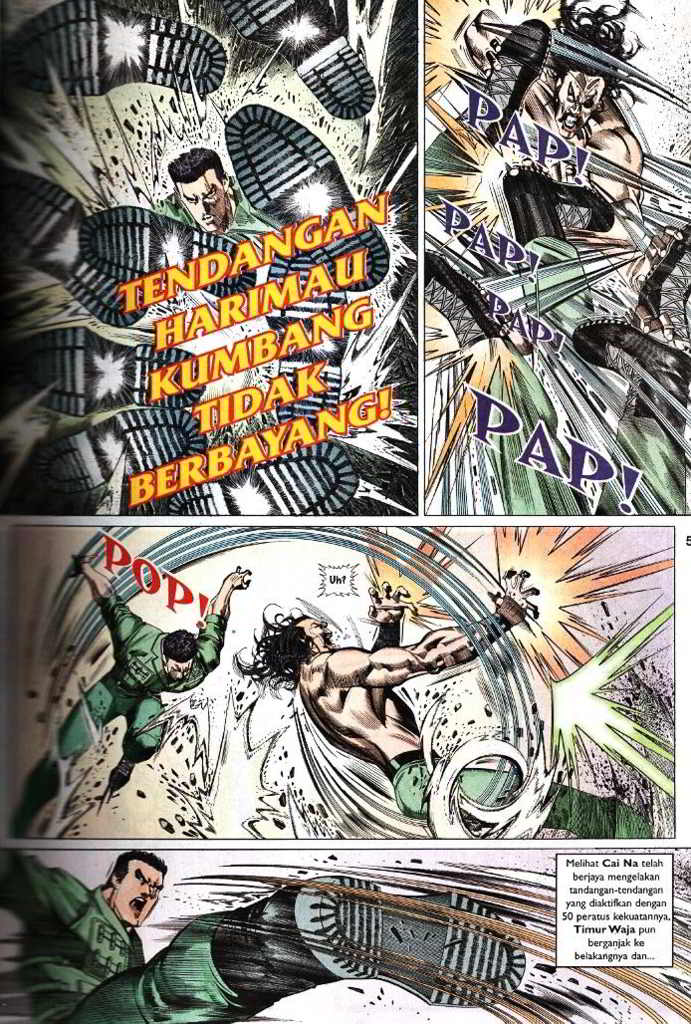 TENDANGAN
HARIMAU
KUMBANG
TIDAK
BERBAYANG!
PAP!
PAP!
PAP!
PAP!
POP!
Uh?
5
Melihat Cai Na telah
berjaya mengelakan
tandangan-tendangan
yang diaktifkan dengan
50 peratus kekuatannya,
Timur Waja pun
berganjak ke
belakangnya dan...